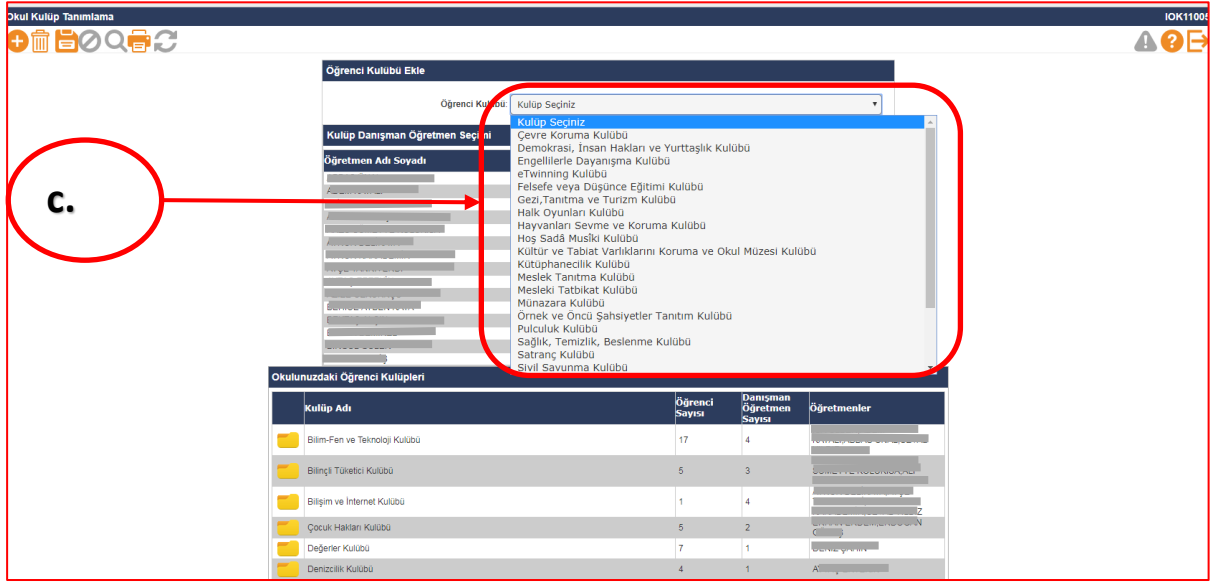 Okul Kulüp Tanımlama
IOK11005
Öğrenci Kulübü Ekle
Öğrenci Kulübü:
Kulüp Seçiniz
Kulüp Danışman Öğretmen Seçimi
Öğretmen Adı Soyadı
Kulüp Seçiniz
Çevre Koruma Kulübü
Demokrasi, İnsan Hakları ve Yurttaşlık Kulübü
Engellilerle Dayanışma Kulübü
eTwinning Kulübü
Felsefe veya Düşünce Eğitimi Kulübü
Gezi,Tanıtma ve Turizm Kulübü
Halk Oyunları Kulübü
Hayvanları Sevme ve Koruma Kulübü
Hoş Sadâ Musîki Kulübü
Kültür ve Tabiat Varlıklarını Koruma ve Okul Müzesi Kulübü
Kütüphanecilik Kulübü
Meslek Tanıtma Kulübü
Mesleki Tatbikat Kulübü
Münazara Kulübü
Örnek ve Öncü Şahsiyetler Tanıtım Kulübü
Pulculuk Kulübü
Sağlık, Temizlik, Beslenme Kulübü
Satranç Kulübü
Sivil Savunma Kulübü
c.
Okulunuzdaki Öğrenci Kulüpleri
Kulüp Adı
Öğrenci
Sayısı
Danışman
Öğretmen
Sayısı
Öğretmenler
Bilim-Fen ve Teknoloji Kulübü 17 4
Bilinçli Tüketici Kulübü 5 3
Bilişim ve İnternet Kulübü 1 4
Çocuk Hakları Kulübü 5 2
Değerler Kulübü 7 1
Denizcilik Kulübü 4 1